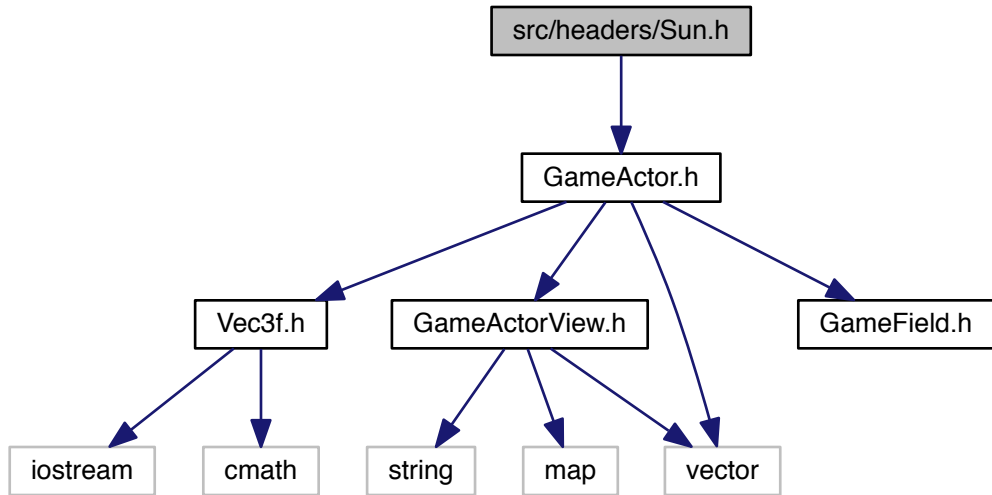 src/headers/Sun.h
GameActor.h
Vec3f.h
GameActorView.h
GameField.h
iostream
cmath
string
map
vector